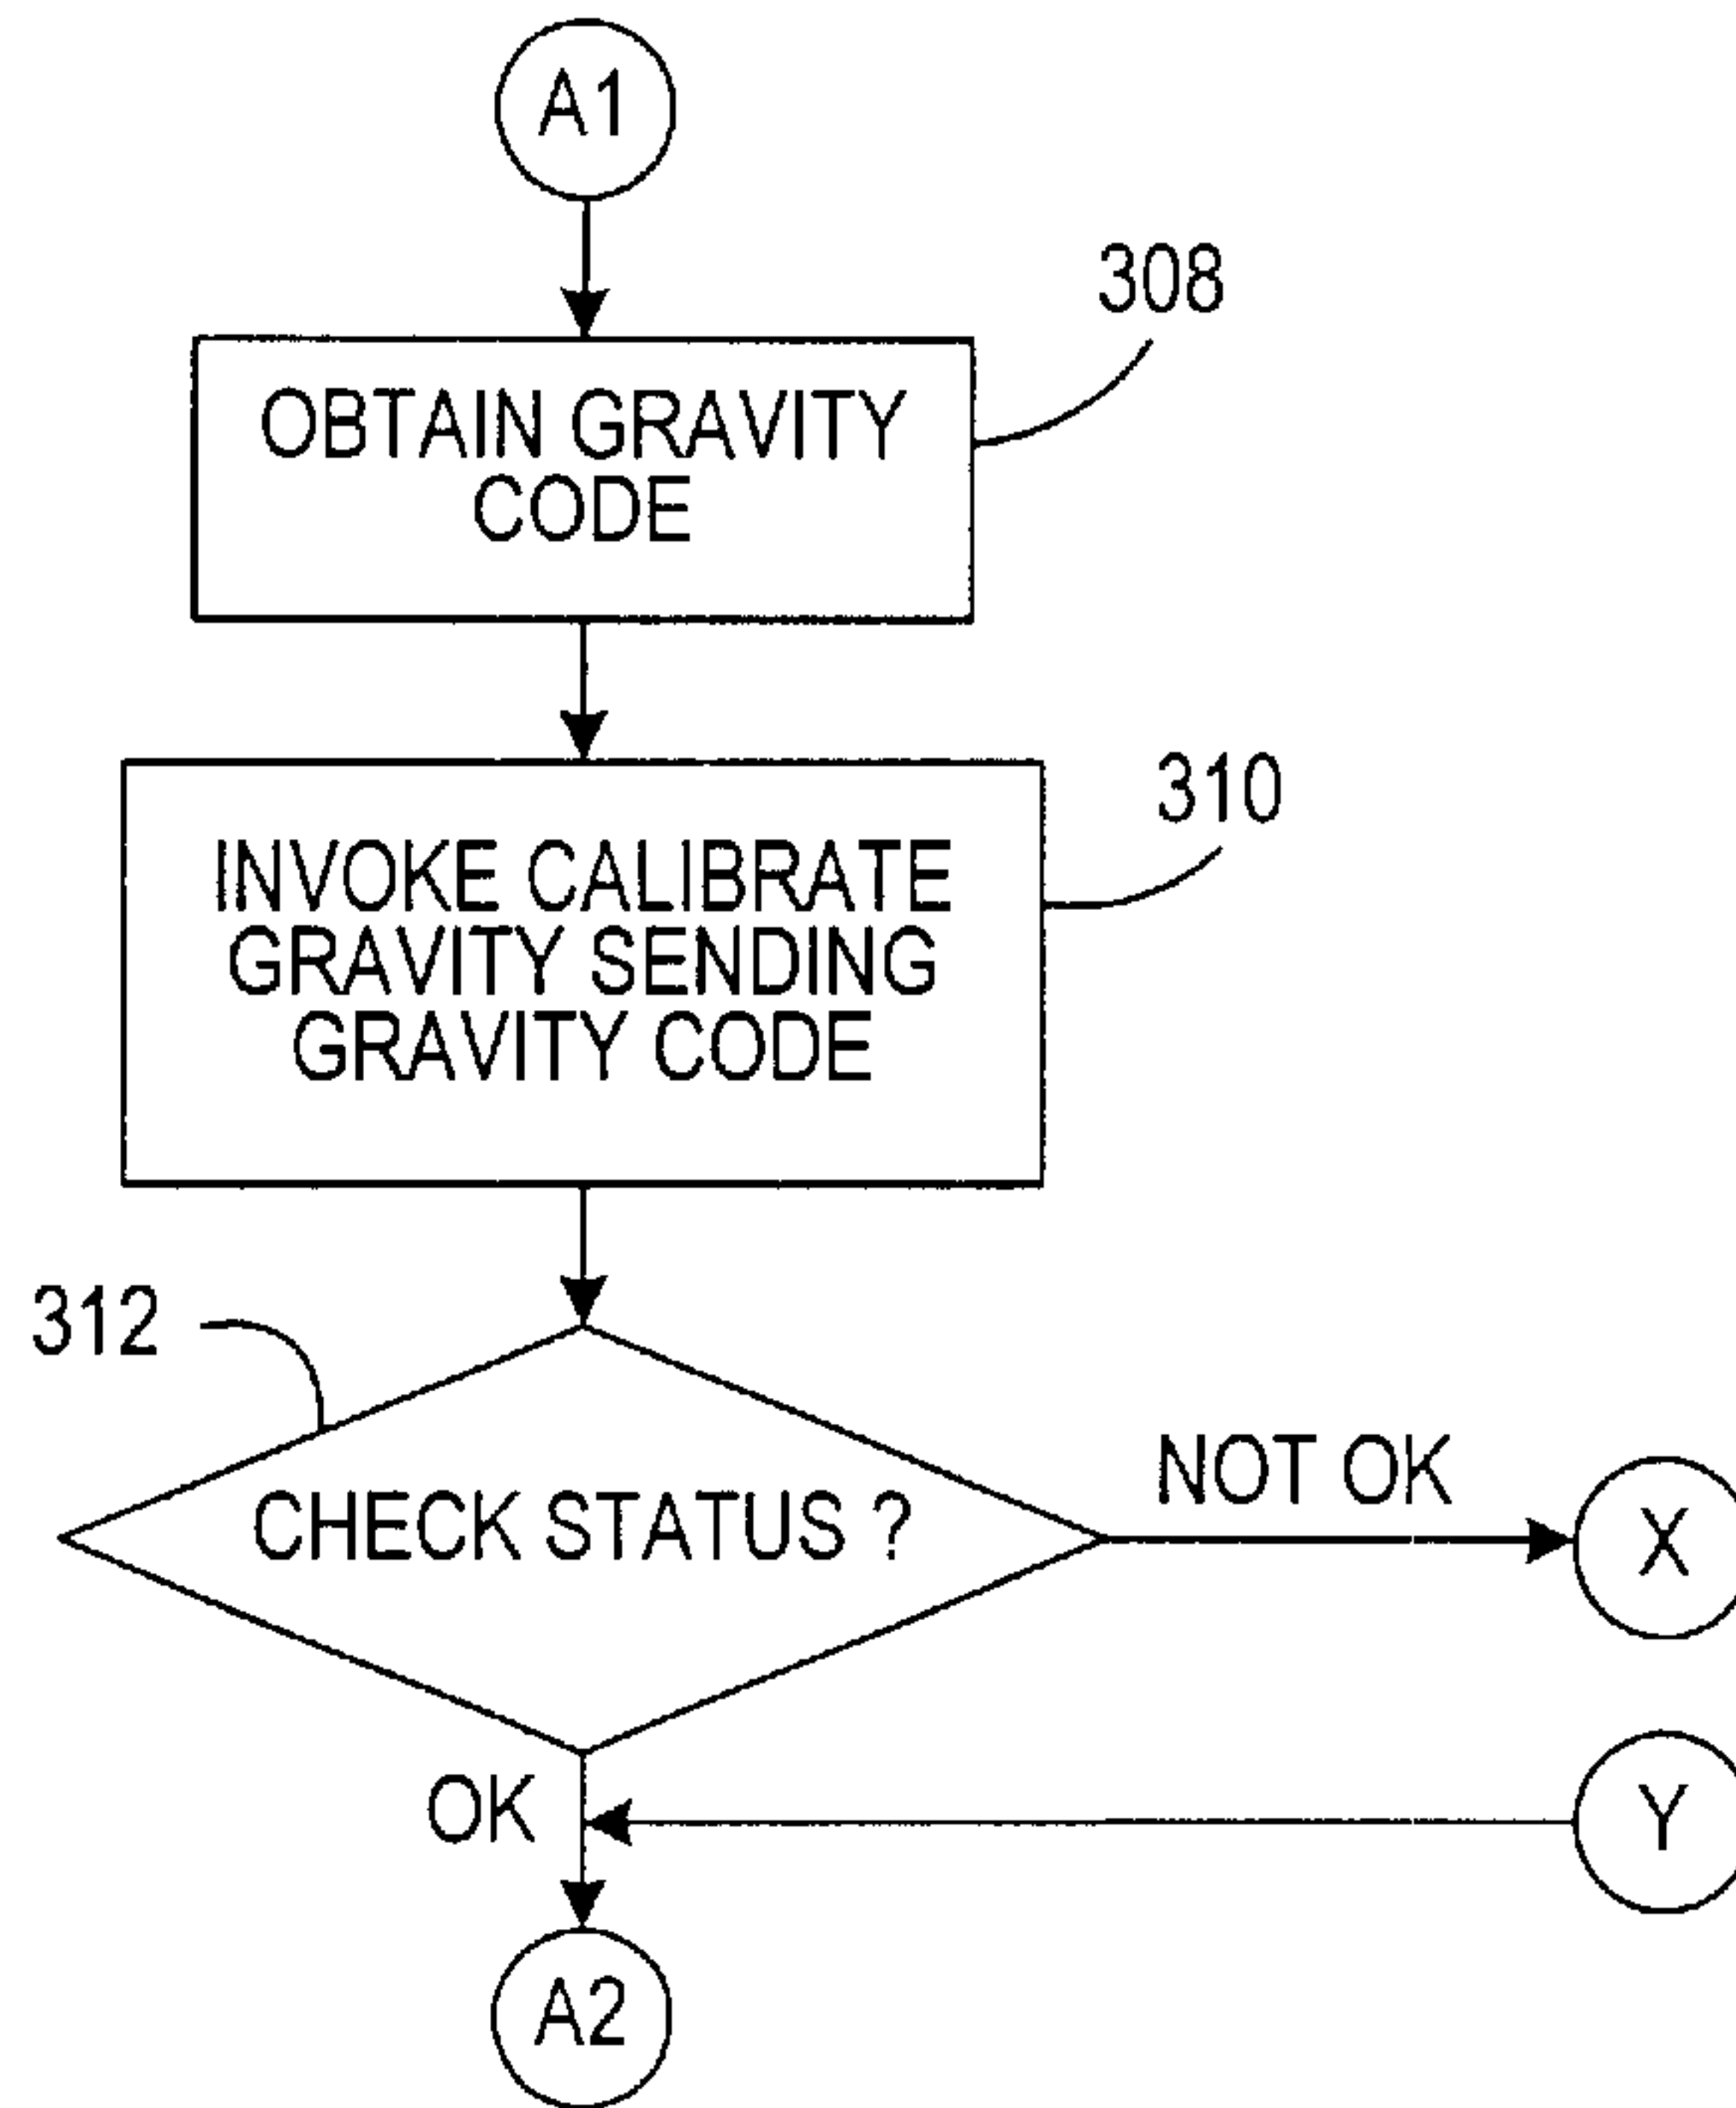 A1
308
OBTAIN GRAVITY
CODE
310
INVOKE CALIBRATE
GRAVITY SENDING
GRAVITY CODE
312
CHECK STATUS ?
NOT OK
X
OK
Y
A2